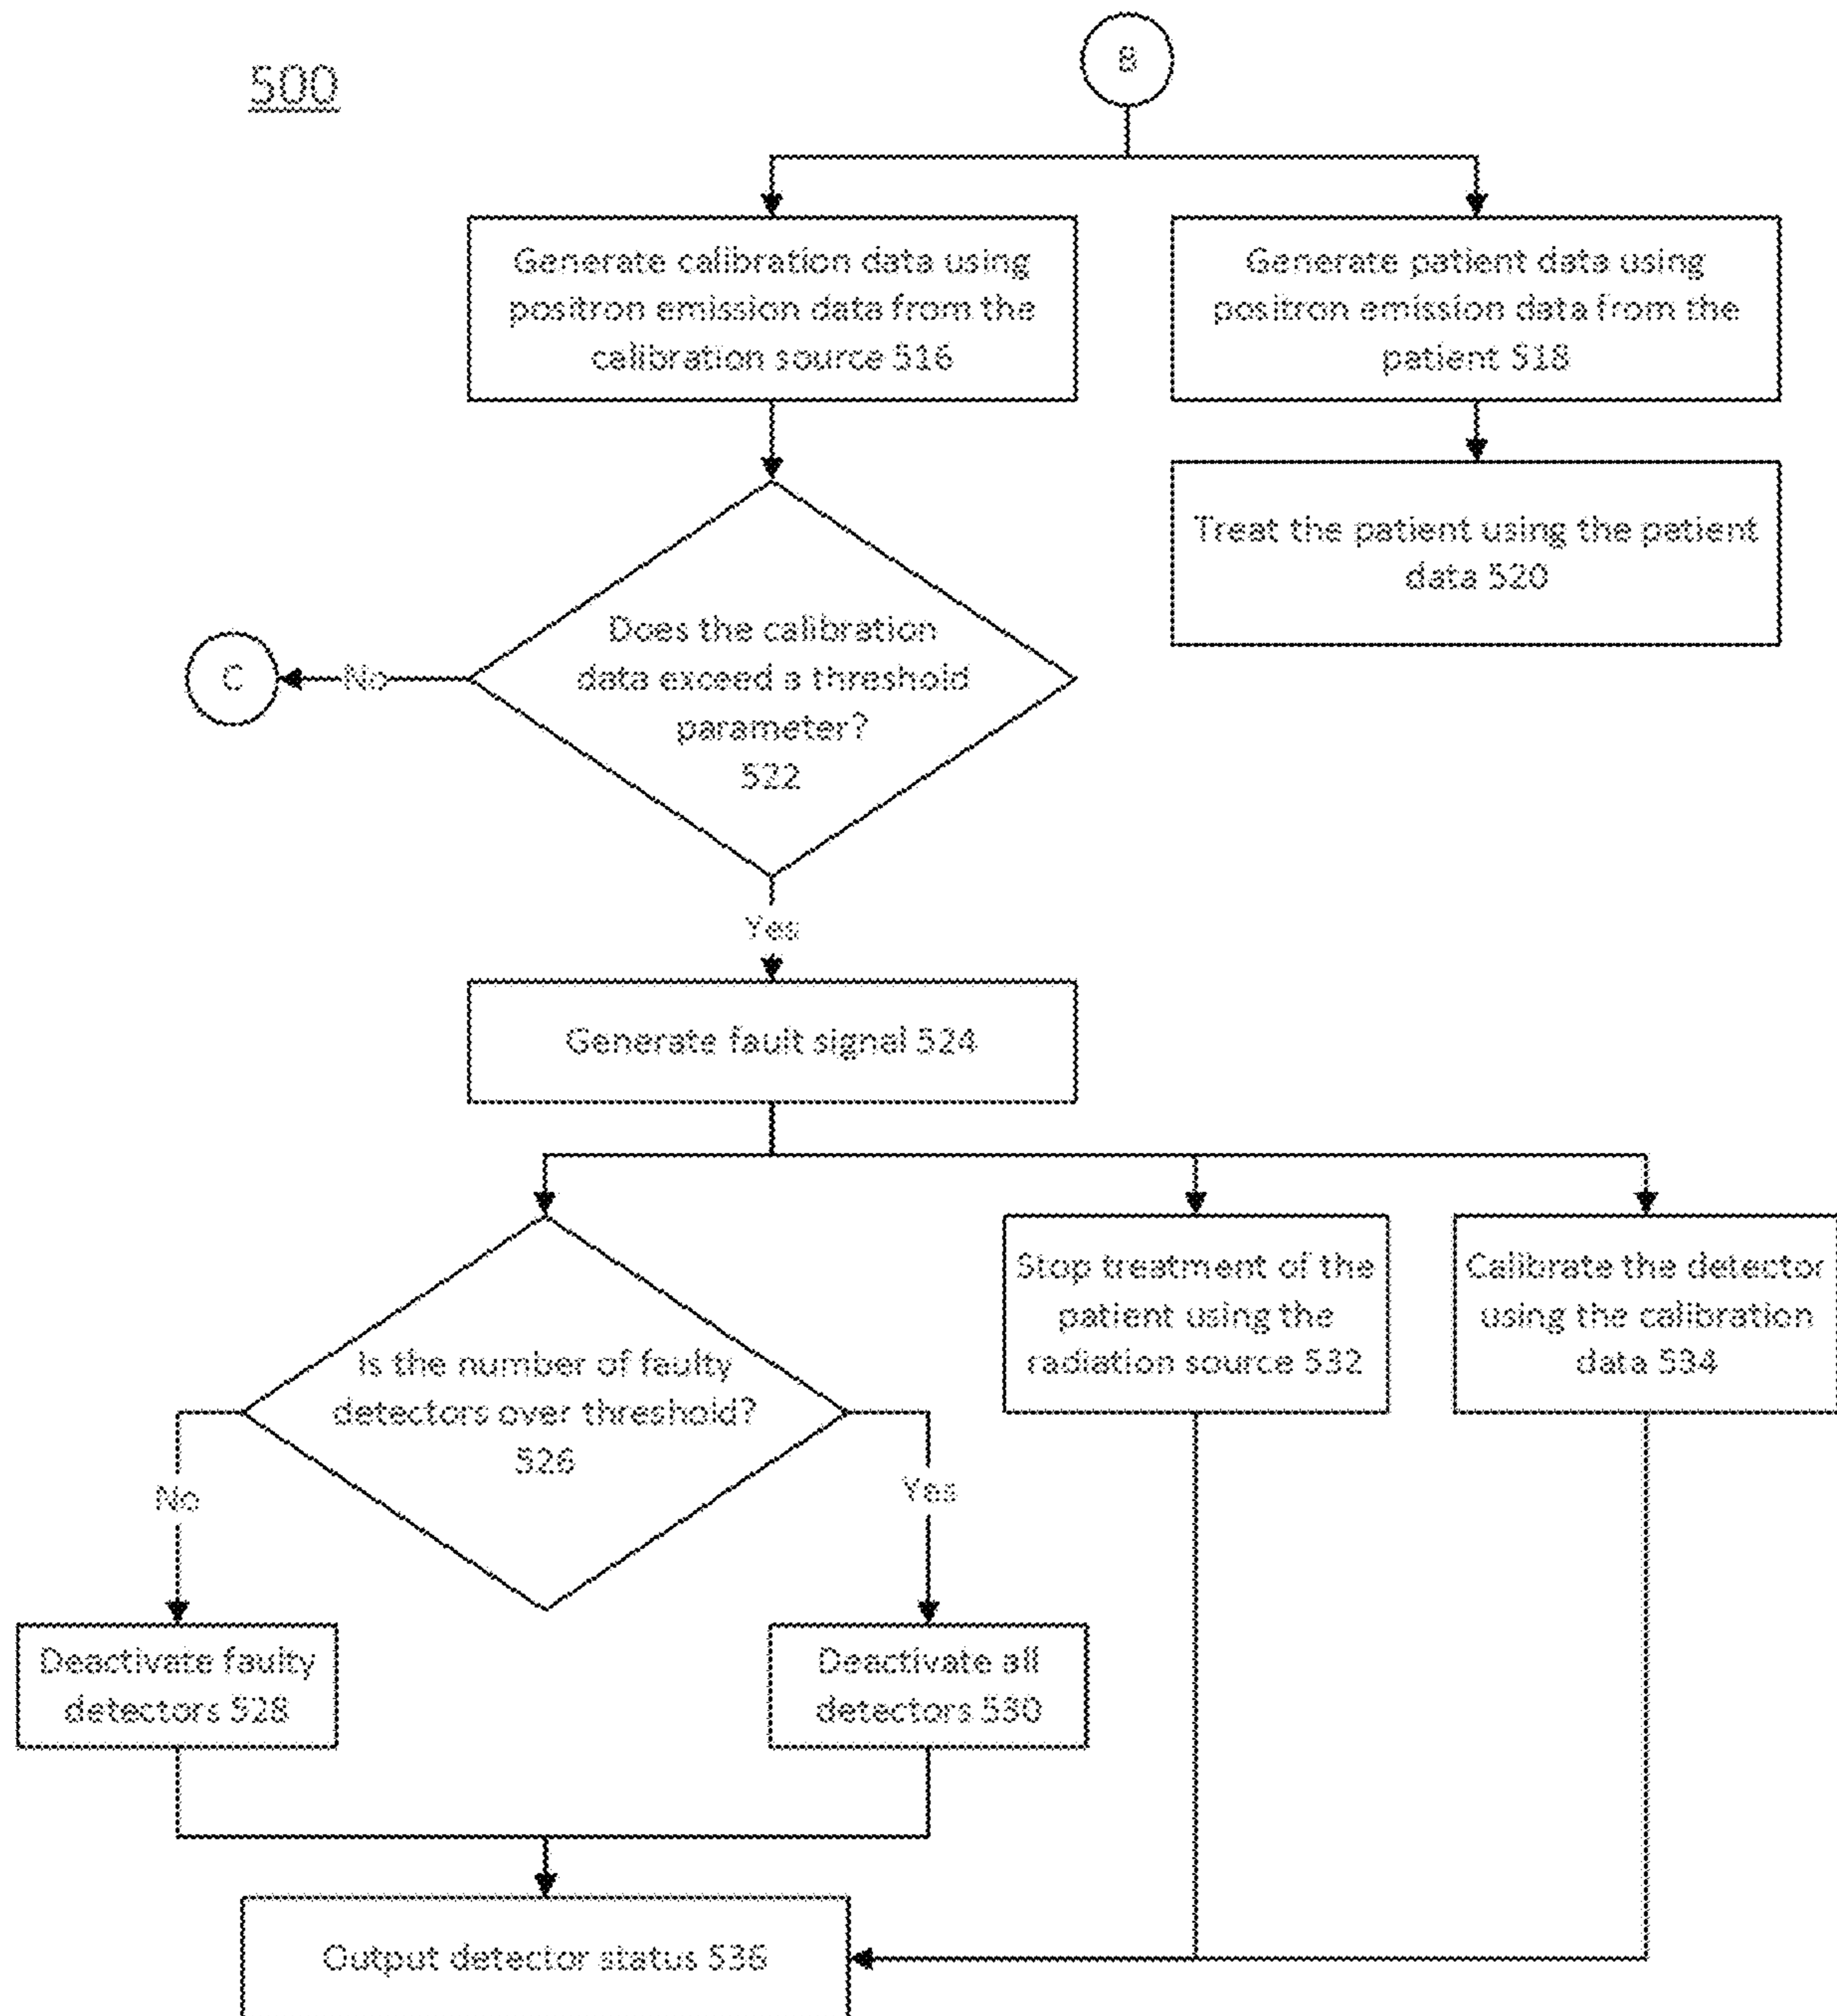 500
B
Generate calibration data using
positron emission data from the
calibration source 516
Generate patient data using
positron emission data from the
patient 518
Treat the patient using the patient
data 520
Does the calibration
data exceed a threshold
parameter?
522
No
C
Yes
Generate fault signal 524
Is the number of faulty
detectors over threshold?
526
Stop treatment of the
patient using the
radiation source 532
Calibrate the detector
using the calibration
data 534
No
Yes
Deactivate faulty
detectors 528
Deactivate all
detectors 530
Output detector status 536